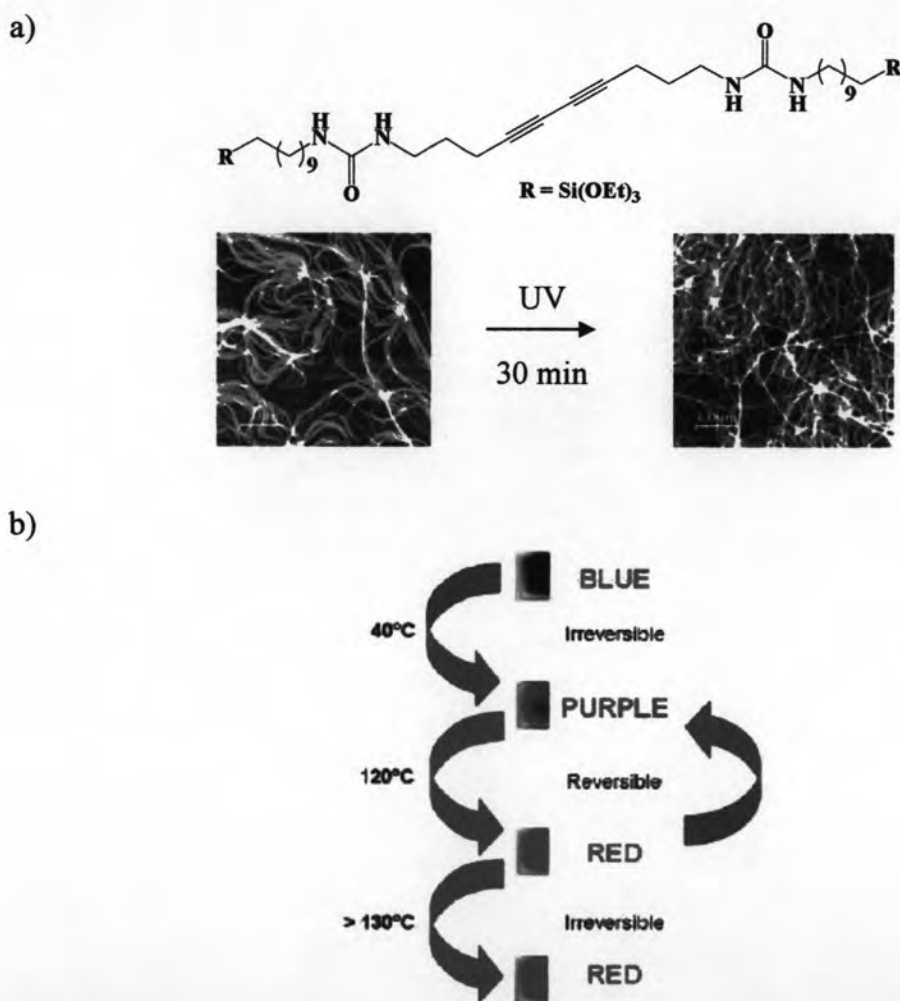 a)
O
N H
N H
( ) 9
R
H N
H N
R
( ) 9
O
R = Si(OEt)3
UV
30 min
b)
BLUE
40°C
Irreversible
PURPLE
120°C
Reversible
RED
> 130°C
Irreversible
RED